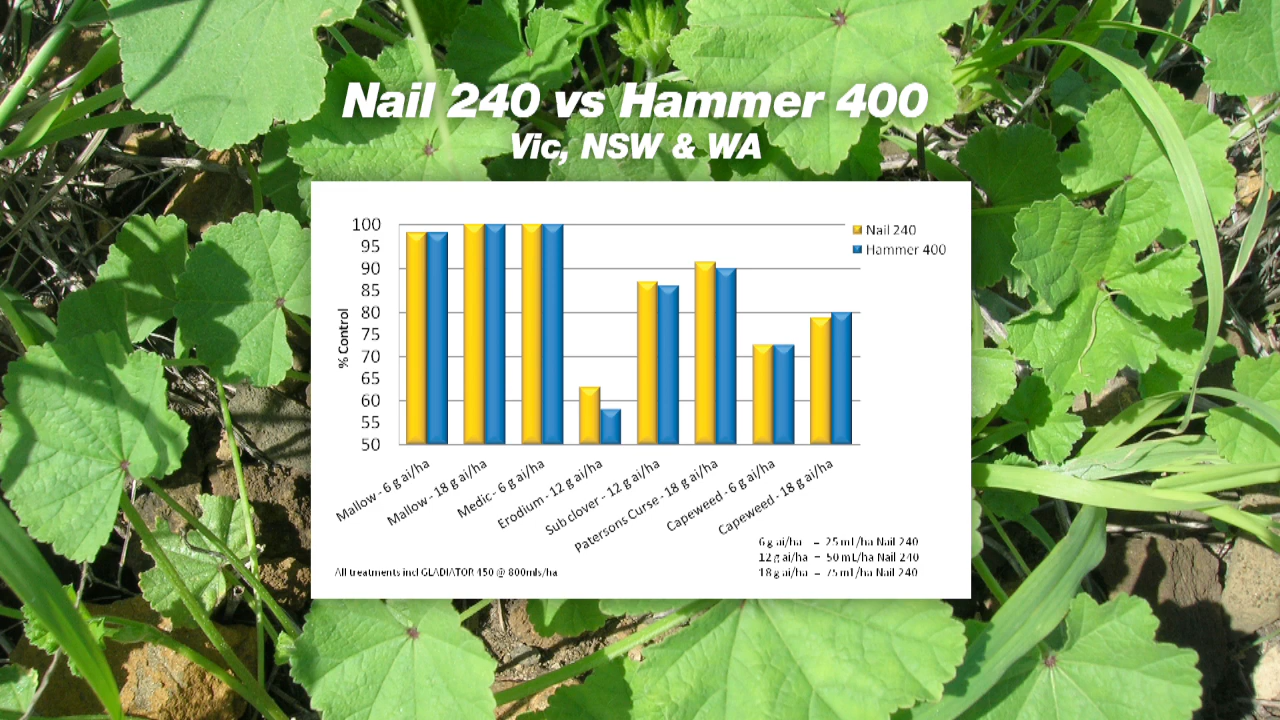 Nail 240 vs Hammer 400
Vic, NSW & WA
100
95
90
85
80
75
70
65
60
55
50
% Control
Nail 240
Hammer 400
Mallow - 6 g ai/ha
Mallow - 18 g ai/ha
Medic - 6 g ai/ha
Erodium - 12 g ai/ha
Sub clover - 12 g ai/ha
Patersons Curse - 18 g ai/ha
Capeweed - 6 g ai/ha
Capeweed - 18 g ai/ha
6 g ai/ha = 25 mL/ha Nail 240
12 g ai/ha = 50 mL/ha Nail 240
18 g ai/ha = 75 mL/ha Nail 240
All treatments incl GLADIATOR 450 @ 800mls/ha